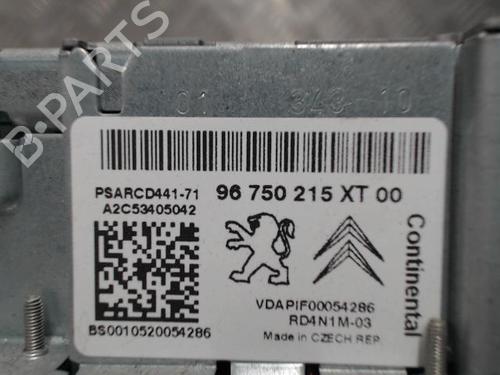 B-PARTS
01 343 10
PSARCD441-71
96 750 215 XT 00
A2C53405042
Continental
VDAPIF00054286
RD4N1M-03
BS0010520054286
Made in CZECH REP.